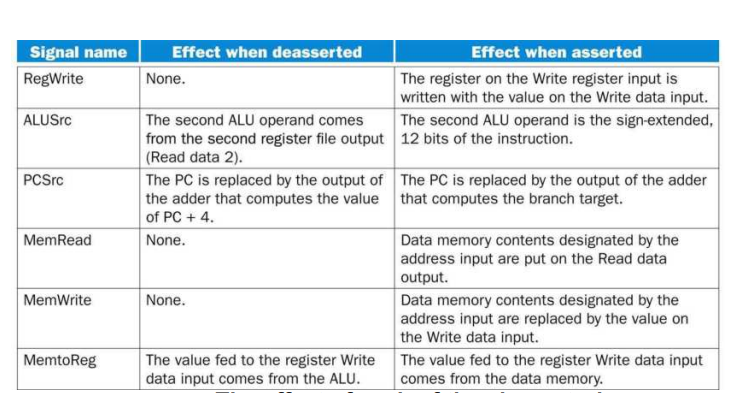 Signal name Effect when deasserted Effect when asserted
RegWrite None. The register on the Write register input is
written with the value on the Write data input.
ALUSrc The second ALU operand comes The second ALU operand is the sign-extended,
from the second register file output 12 bits of the instruction.
(Read data 2).
PCSrc The PC is replaced by the output of The PC is replaced by the output of the adder
the adder that computes the value that computes the branch target.
of PC + 4.
MemRead None. Data memory contents designated by the
address input are put on the Read data
output.
MemWrite None. Data memory contents designated by the
address input are replaced by the value on
the Write data input.
MemtoReg The value fed to the register Write The value fed to the register Write data input
data input comes from the ALU. comes from the data memory.